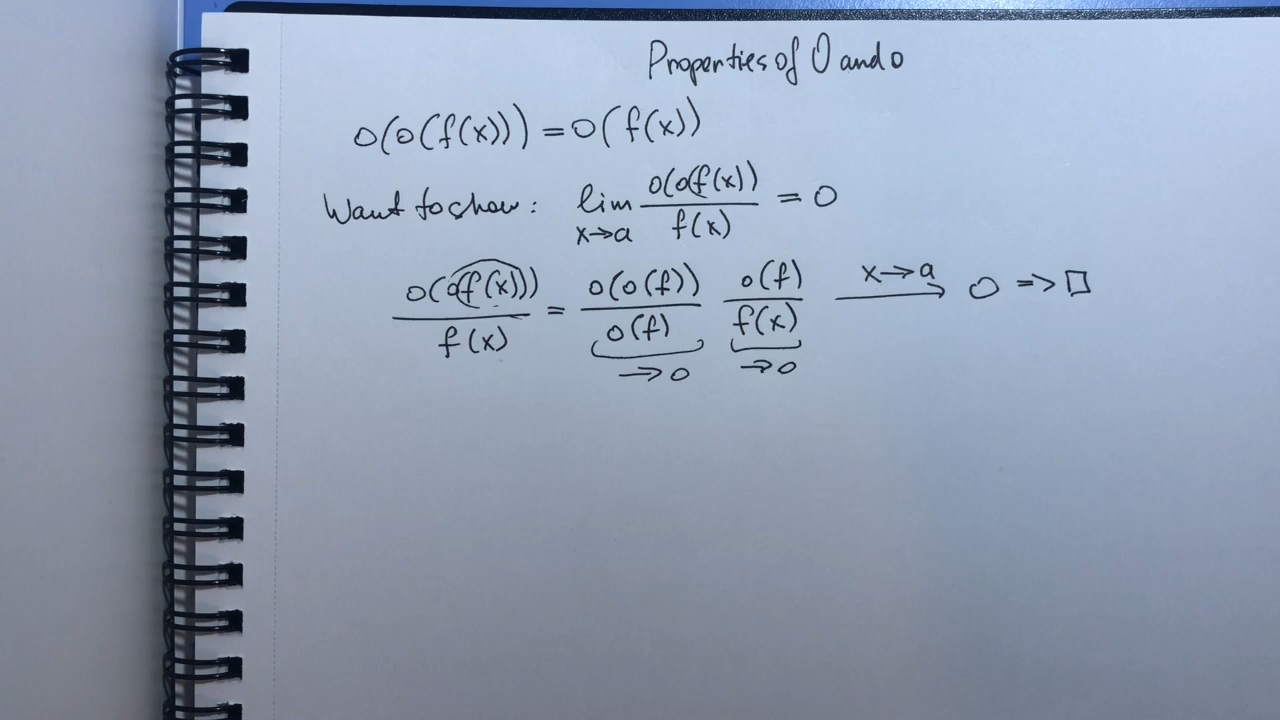 Properties of O and o
o(o(f(x))) = o(f(x))
Want to show: lim x→a o(o(f(x)) / f(x) = 0
o(o(f(x))) / f(x) = o(o(f)) / o(f) o(f) / f(x) x→a → 0 => □
→0 →0